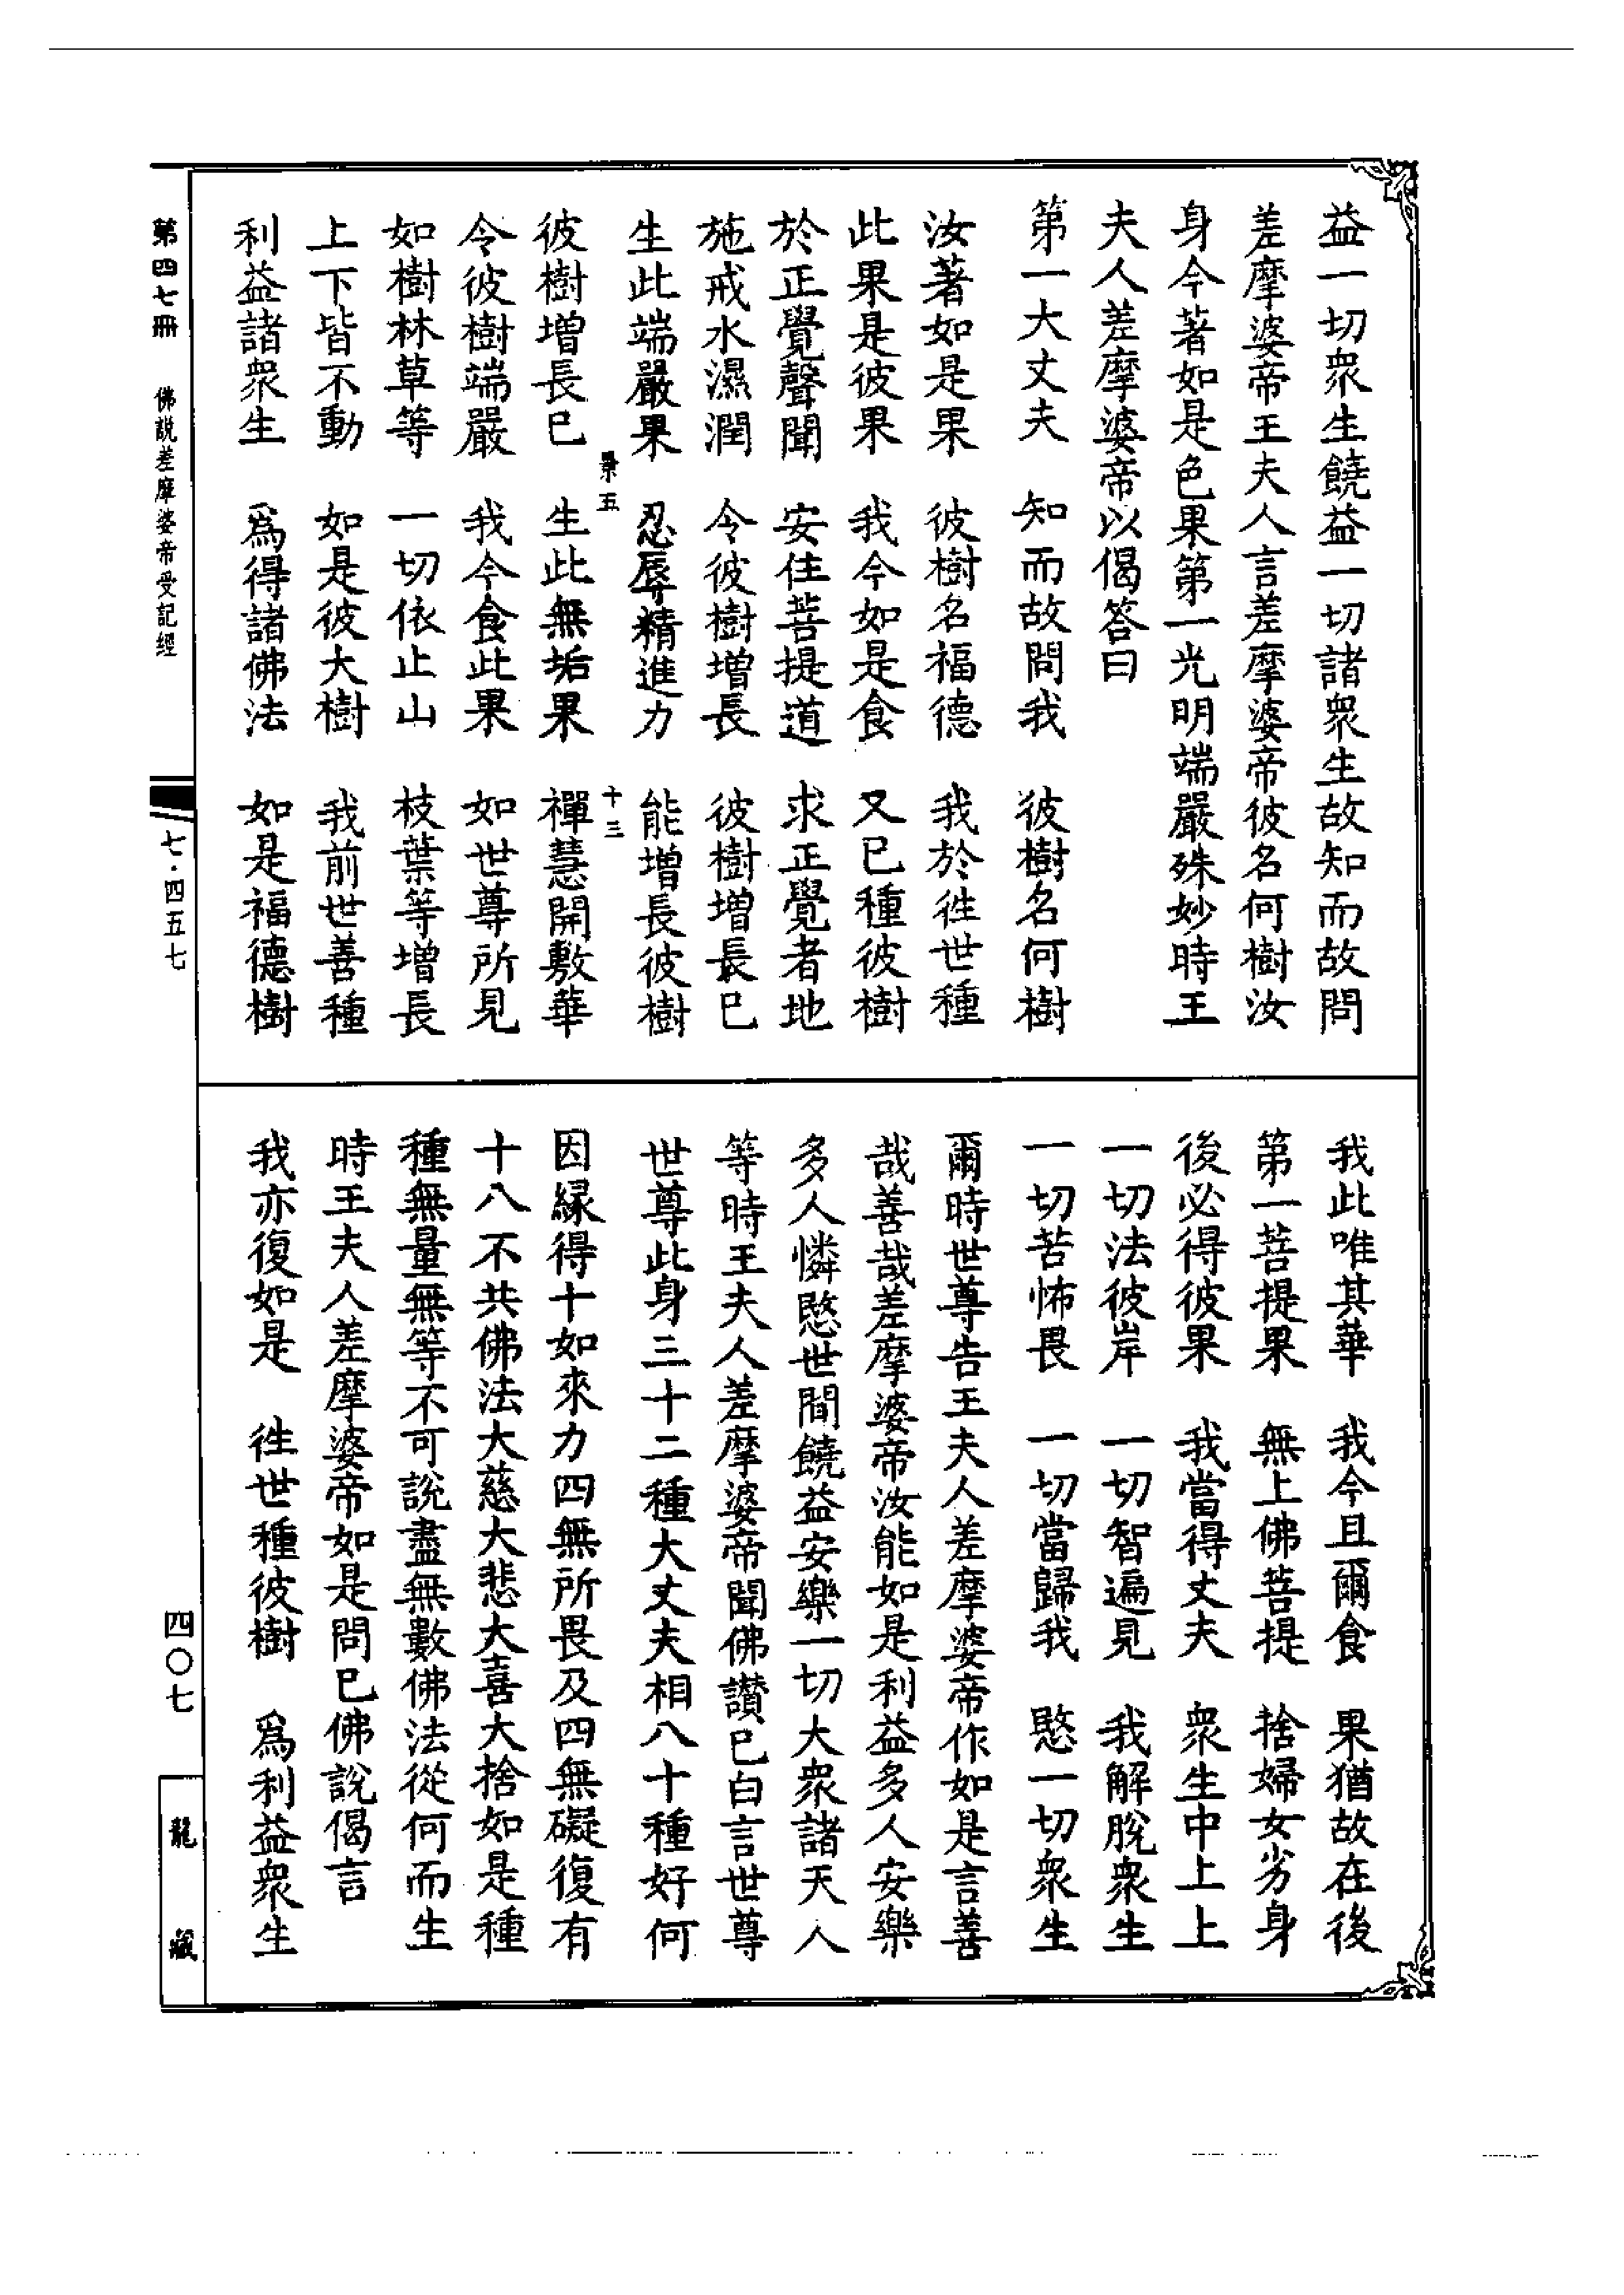 益一切衆生饒益一切諸衆生故知而故問
差摩婆帝王夫人言差摩婆帝彼名何樹汝
身今著如是色果第一光明端嚴殊妙時王
夫人差摩婆帝以偈答曰
第一大丈夫　知而故問我　彼樹名何樹
汝著如是果　彼樹名福德　我於徃世種
此果是彼果　我今如是食　又已種彼樹
於正覺聲聞　安住菩提道　求正覺者地
施戒水濕潤　令彼樹增長　彼樹增長已
生此端嚴果　忍辱精進力　能增長彼樹
景五　十三
彼樹增長已　生此無垢果　禪慧開敷華
令彼樹端嚴　我今食此果　如世尊所見
如樹林草等　一切依止山　枝葉等增長
上下皆不動　如是彼大樹　我前世善種
利益諸衆生　爲得諸佛法　如是福德樹
我此唯其華　我今且爾食　果猶故在後
第一菩提果　無上佛菩提　捨婦女劣身
後必得彼果　我當得丈夫　衆生中上上
一切法彼岸　一切智遍見　我解脫衆生
一切苦怖畏　一切當歸我　愍一切衆生
爾時世尊告王夫人差摩婆帝作如是言善
哉善哉差摩婆帝汝能如是利益多人安樂
多人憐愍世間饒益安樂一切大衆諸天人
等時王夫人差摩婆帝聞佛讃已白言世尊
世尊此身三十二種大丈夫相八十種好何
因緣得十如來力四無所畏及四無礙復有
十八不共佛法大慈大悲大喜大捨如是種
種無量無等不可說盡無數佛法從何而生
時王夫人差摩婆帝如是問已佛說偈言
我亦復如是　徃世種彼樹　爲利益衆生
第四七冊　佛説差摩婆帝受記經
七·四五七
四〇七
龍藏